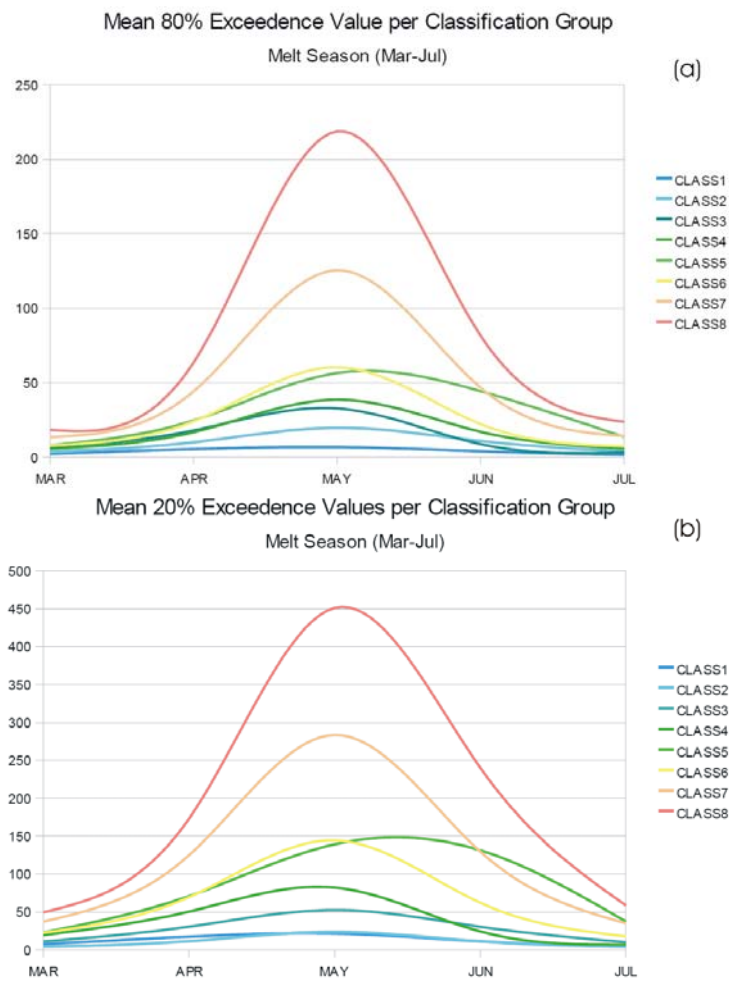 Mean 80% Exceedence Value per Classification Group
Melt Season (Mar-Jul)
(a)
250
200
150
100
50
0
MAR
APR
MAY
JUN
JUL
CLASS1
CLASS2
CLASS3
CLASS4
CLASS5
CLASS6
CLASS7
CLASS8
Mean 20% Exceedence Values per Classification Group
Melt Season (Mar-Jul)
(b)
500
450
400
350
300
250
200
150
100
50
0
MAR
APR
MAY
JUN
JUL
CLASS1
CLASS2
CLASS3
CLASS4
CLASS5
CLASS6
CLASS7
CLASS8